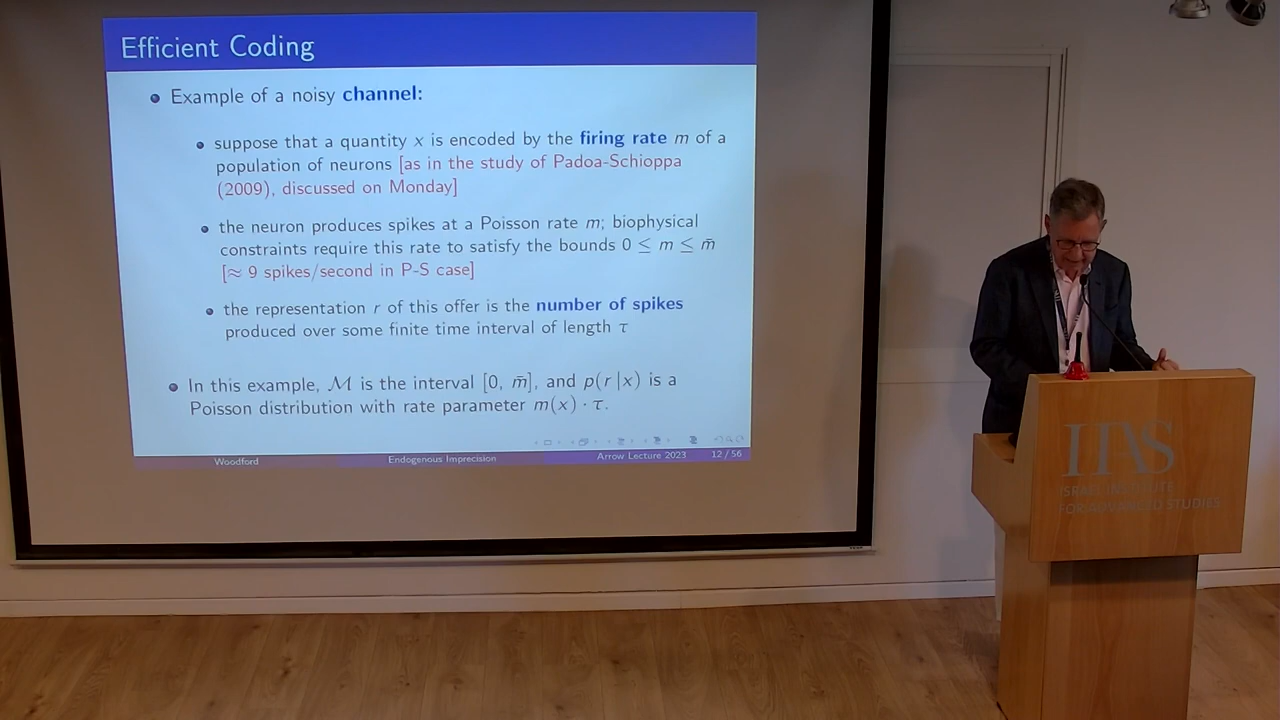 Efficient Coding
Example of a noisy channel:
suppose that a quantity x is encoded by the firing rate m of a
population of neurons [as in the study of Padoa-Schioppa
(2009), discussed on Monday]
the neuron produces spikes at a Poisson rate m; biophysical
constraints require this rate to satisfy the bounds 0 ≤ m ≤ m̄
[≈ 9 spikes/second in P-S case]
the representation r of this offer is the number of spikes
produced over some finite time interval of length τ
In this example, ℳ is the interval [0, m̄], and p(r|x) is a
Poisson distribution with rate parameter m(x) · τ.
Woodford Endogenous Imprecision Arrow Lecture 2023 12 / 56
IIAS
ISRAEL INSTITUTE
FOR ADVANCED STUDIES